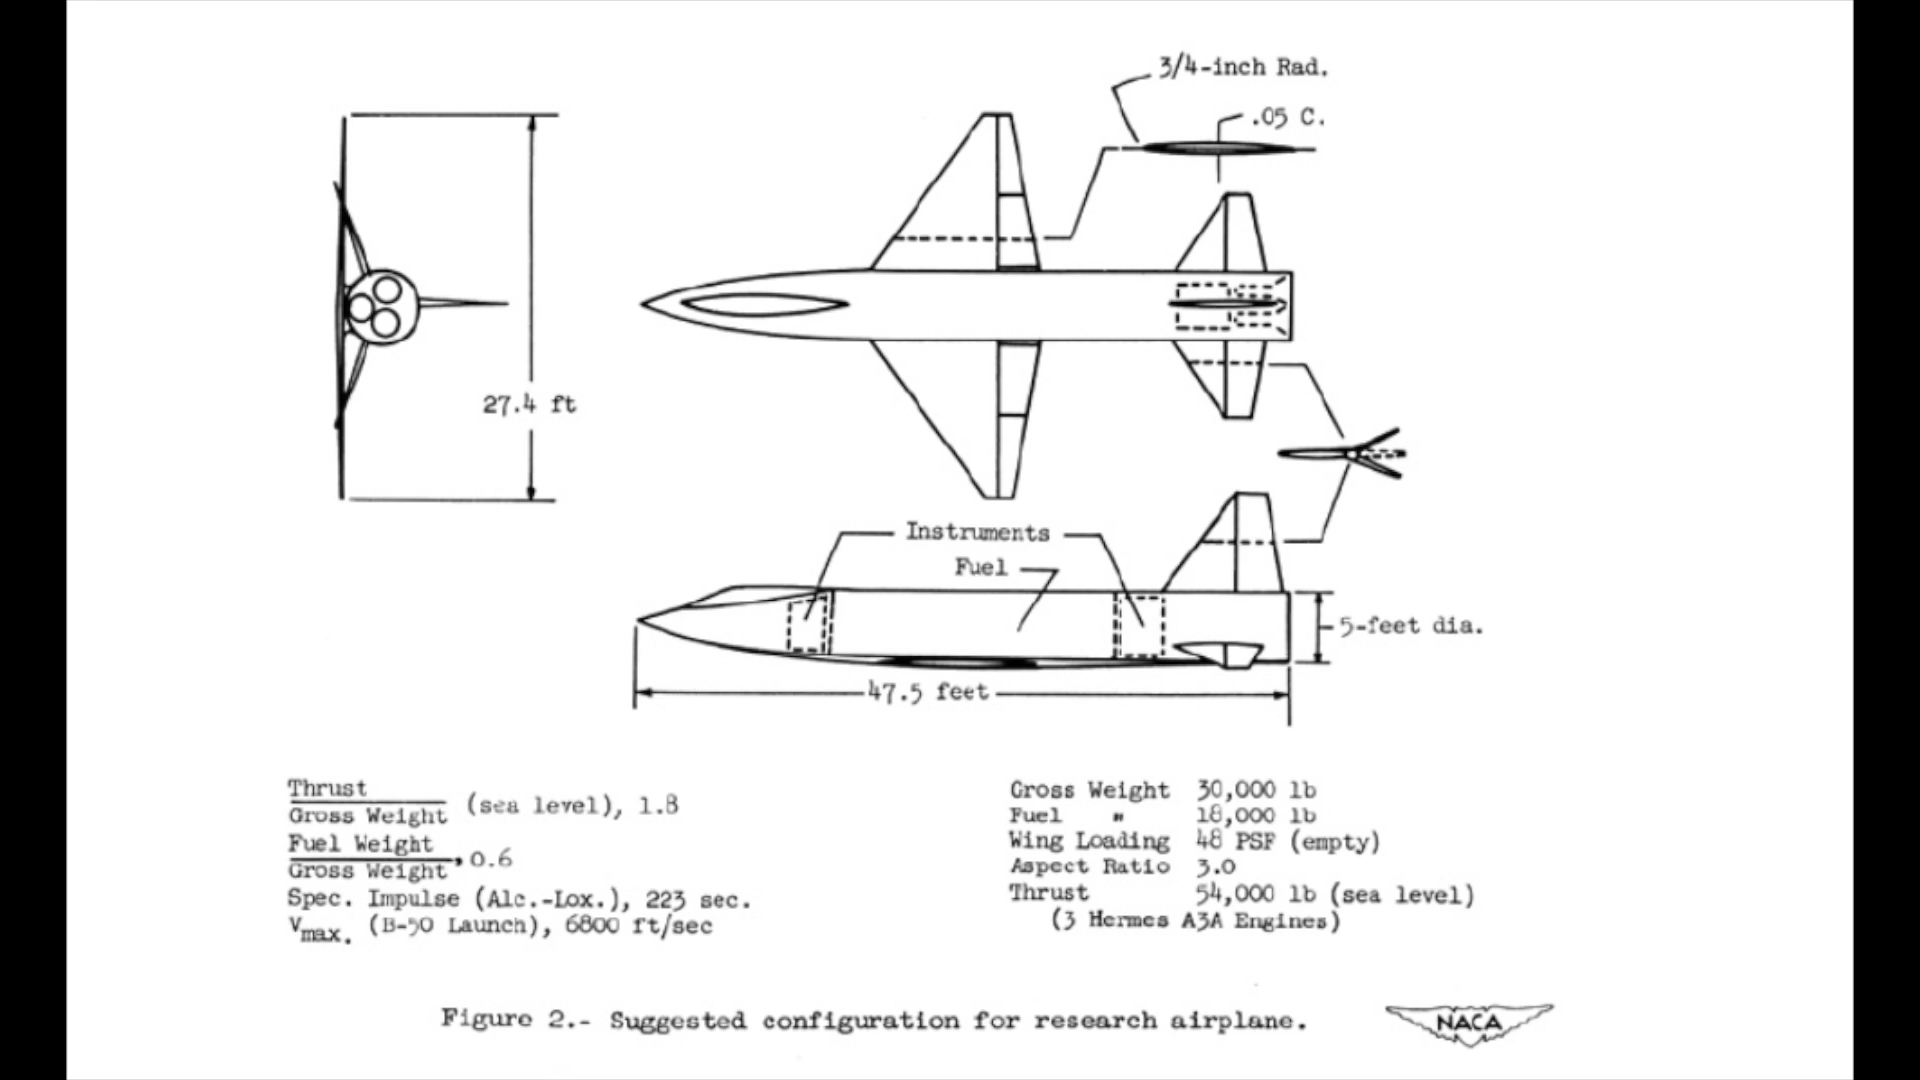 3/4-inch Rad.
.05 C.
27.4 ft
Instruments
Fuel
5-feet dia.
47.5 feet
Thrust
Gross Weight (sea level), 1.8
Fuel Weight
Gross Weight, 0.6
Spec. Impulse (Alc.-Lox.), 223 sec.
Vmax. (B-50 Launch), 6800 ft/sec
Gross Weight 30,000 lb
Fuel " 18,000 lb
Wing Loading 48 PSF (empty)
Aspect Ratio 3.0
Thrust 54,000 lb (sea level)
(3 Hermes A3A Engines)
Figure 2.- Suggested configuration for research airplane.
NACA